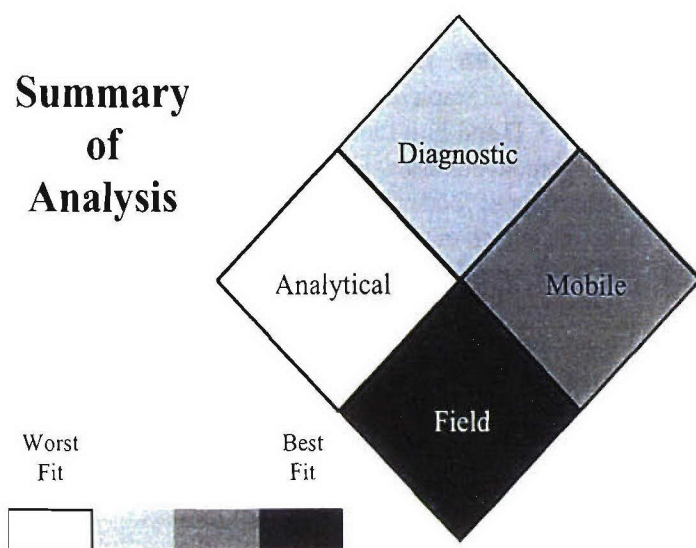 Summary
of
Analysis
Diagnostic
Analytical
Mobile
Field
Worst
Fit
Best
Fit